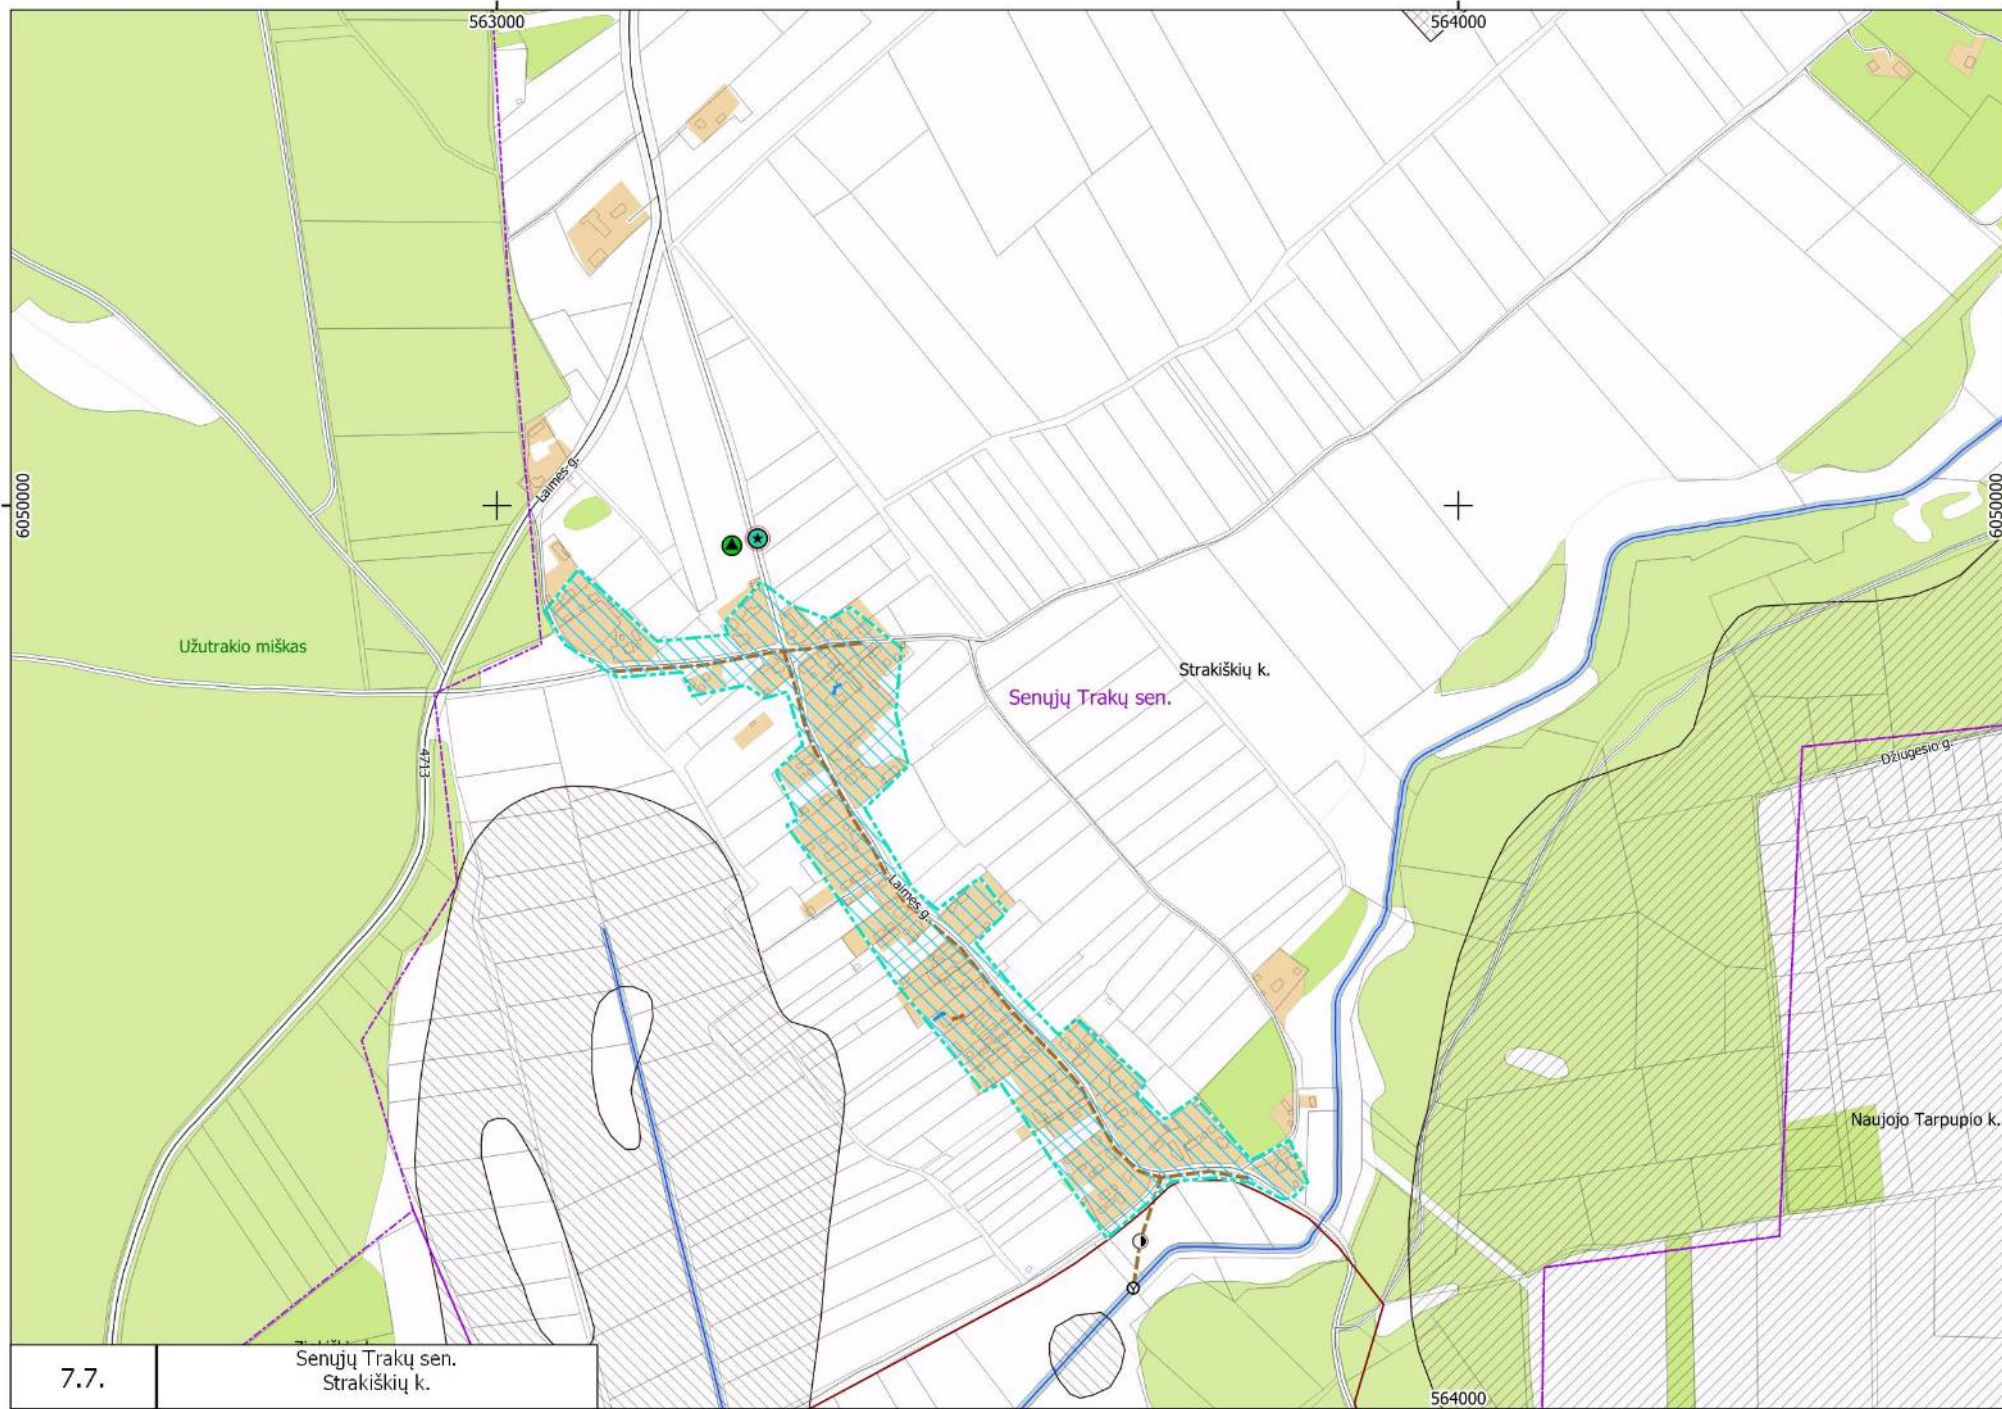 563000
564000
Laimės g.
6050000
6050000
Užutrakio miškas
Strakiškių k.
Senųjų Trakų sen.
4713
Džiugesio g.
Laimės g.
Naujojo Tarpupio k.
7.7.
Senųjų Trakų sen.
Strakiškių k.
564000